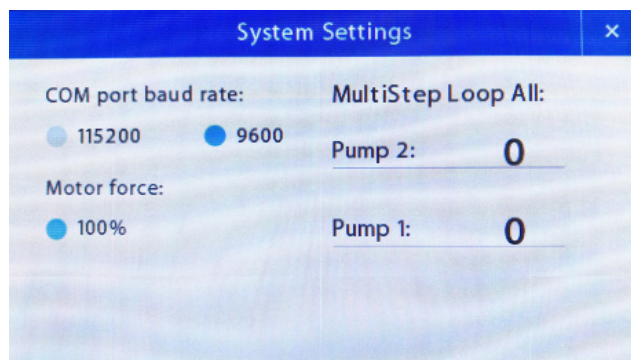 System Settings ×
COM port baud rate:
115200 9600
Motor force:
100%
MultiStep Loop All:
Pump 2: 0
Pump 1: 0